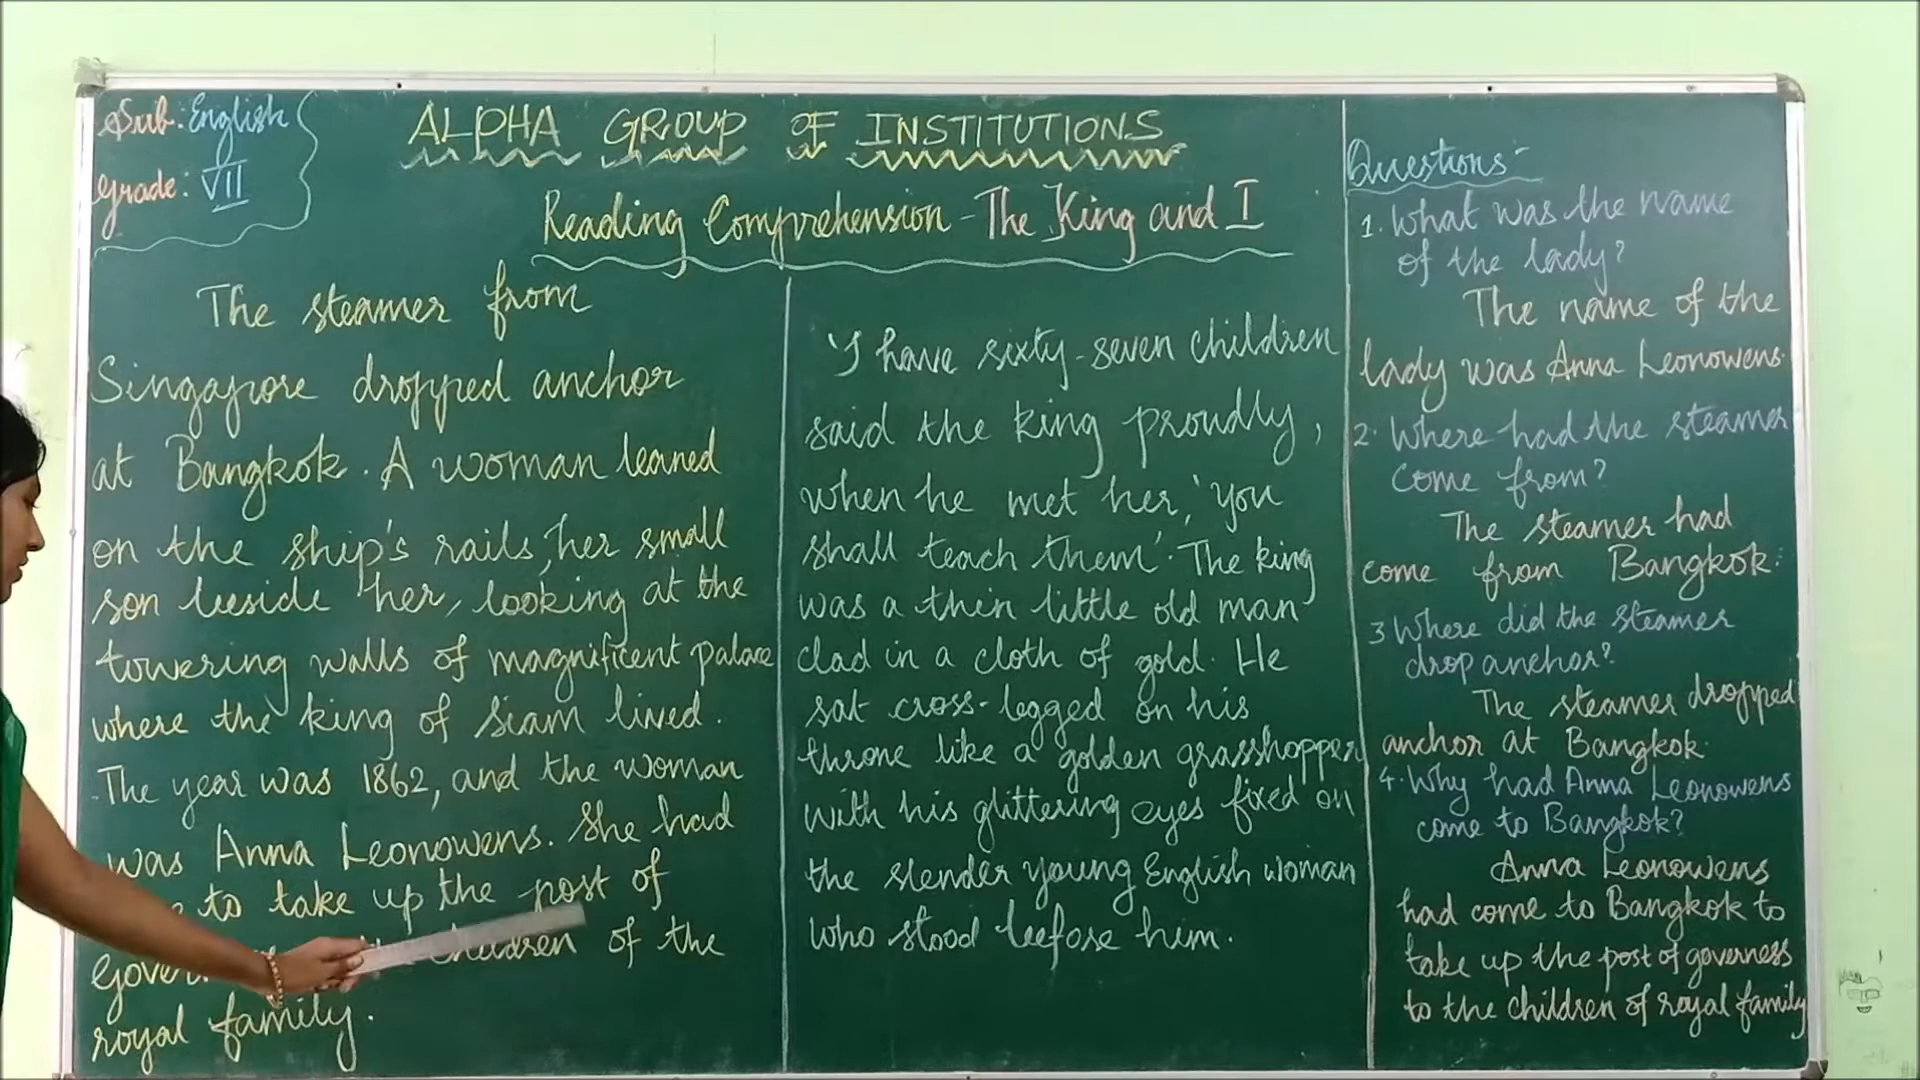 Sub: English
Grade: VII
ALPHA GROUP OF INSTITUTIONS
Reading Comprehension - The King and I
The steamer from
Singapore dropped anchor
at Bangkok. A woman leaned
on the ship's rails, her small
son beside her, looking at the
towering walls of magnificent palace
where the king of Siam lived.
The year was 1862, and the woman
was Anna Leonowens. She had
to take up the post of
children of the
royal family.
'I have sixty-seven children
said the king proudly,
when he met her, 'you
shall teach them'. The king
was a thin little old man
clad in a cloth of gold. He
sat cross-legged on his
throne like a golden grasshopper
with his glittering eyes fixed on
the slender young English woman
who stood before him.
Questions:-
1. What was the name
of the lady?
The name of the
lady was Anna Leonowens.
2. Where had the steamer
come from?
The steamer had
come from Bangkok.
3 Where did the steamer
drop anchor?
The steamer dropped
anchor at Bangkok.
4. Why had Anna Leonowens
come to Bangkok?
Anna Leonowens
had come to Bangkok to
take up the post of governess
to the children of royal family